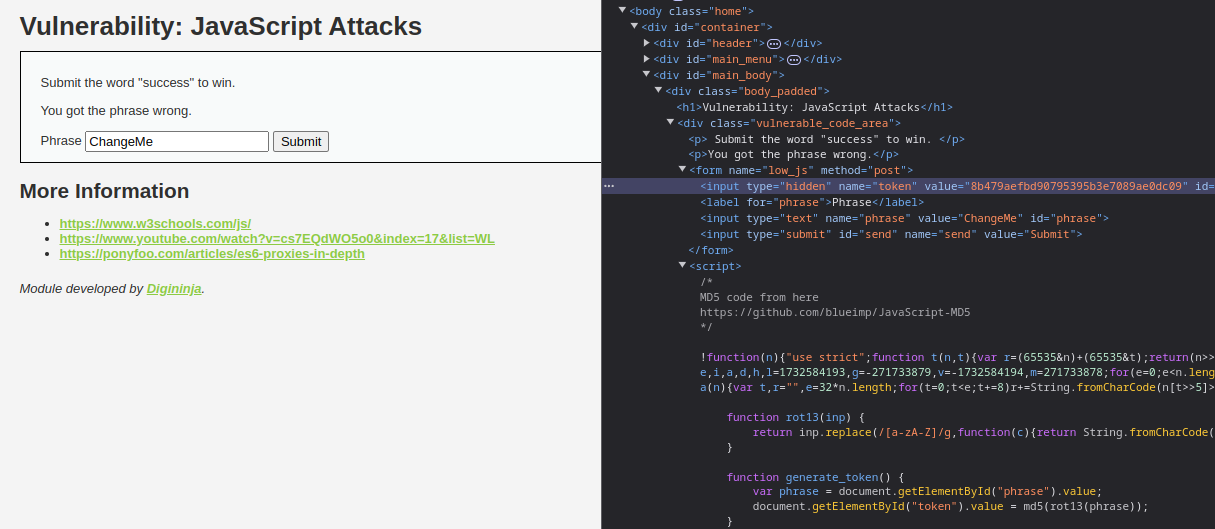 Vulnerability: JavaScript Attacks
Submit the word "success" to win.
You got the phrase wrong.
Phrase ChangeMe Submit
More Information
https://www.w3schools.com/js/
https://www.youtube.com/watch?v=cs7EQdWO5o0&index=17&list=WL
https://ponyfoo.com/articles/es6-proxies-in-depth
Module developed by Digininja.
<body class="home">
<div id="container">
<div id="header"> ••• </div>
<div id="main_menu"> ••• </div>
<div id="main_body">
<div class="body_padded">
<h1>Vulnerability: JavaScript Attacks</h1>
<div class="vulnerable_code_area">
<p> Submit the word "success" to win. </p>
<p>You got the phrase wrong.</p>
<form name="low_js" method="post">
<input type="hidden" name="token" value="8b479aefbd90795395b3e7089ae0dc09" id=
<label for="phrase">Phrase</label>
<input type="text" name="phrase" value="ChangeMe" id="phrase">
<input type="submit" id="send" name="send" value="Submit">
</form>
<script>
/*
MD5 code from here
https://github.com/blueimp/JavaScript-MD5
*/
!function(n){"use strict";function t(n,t){var r=(65535&n)+(65535&t);return(n>>
e,i,a,d,h,l=1732584193,g=-271733879,v=-1732584194,m=271733878;for(e=0;e<n.leng
a(n){var t,r="",e=32*n.length;for(t=0;t<e;t+=8)r+=String.fromCharCode(n[t>>5]>
function rot13(inp) {
return inp.replace(/[a-zA-Z]/g,function(c){return String.fromCharCode(
}
function generate_token() {
var phrase = document.getElementById("phrase").value;
document.getElementById("token").value = md5(rot13(phrase));
}